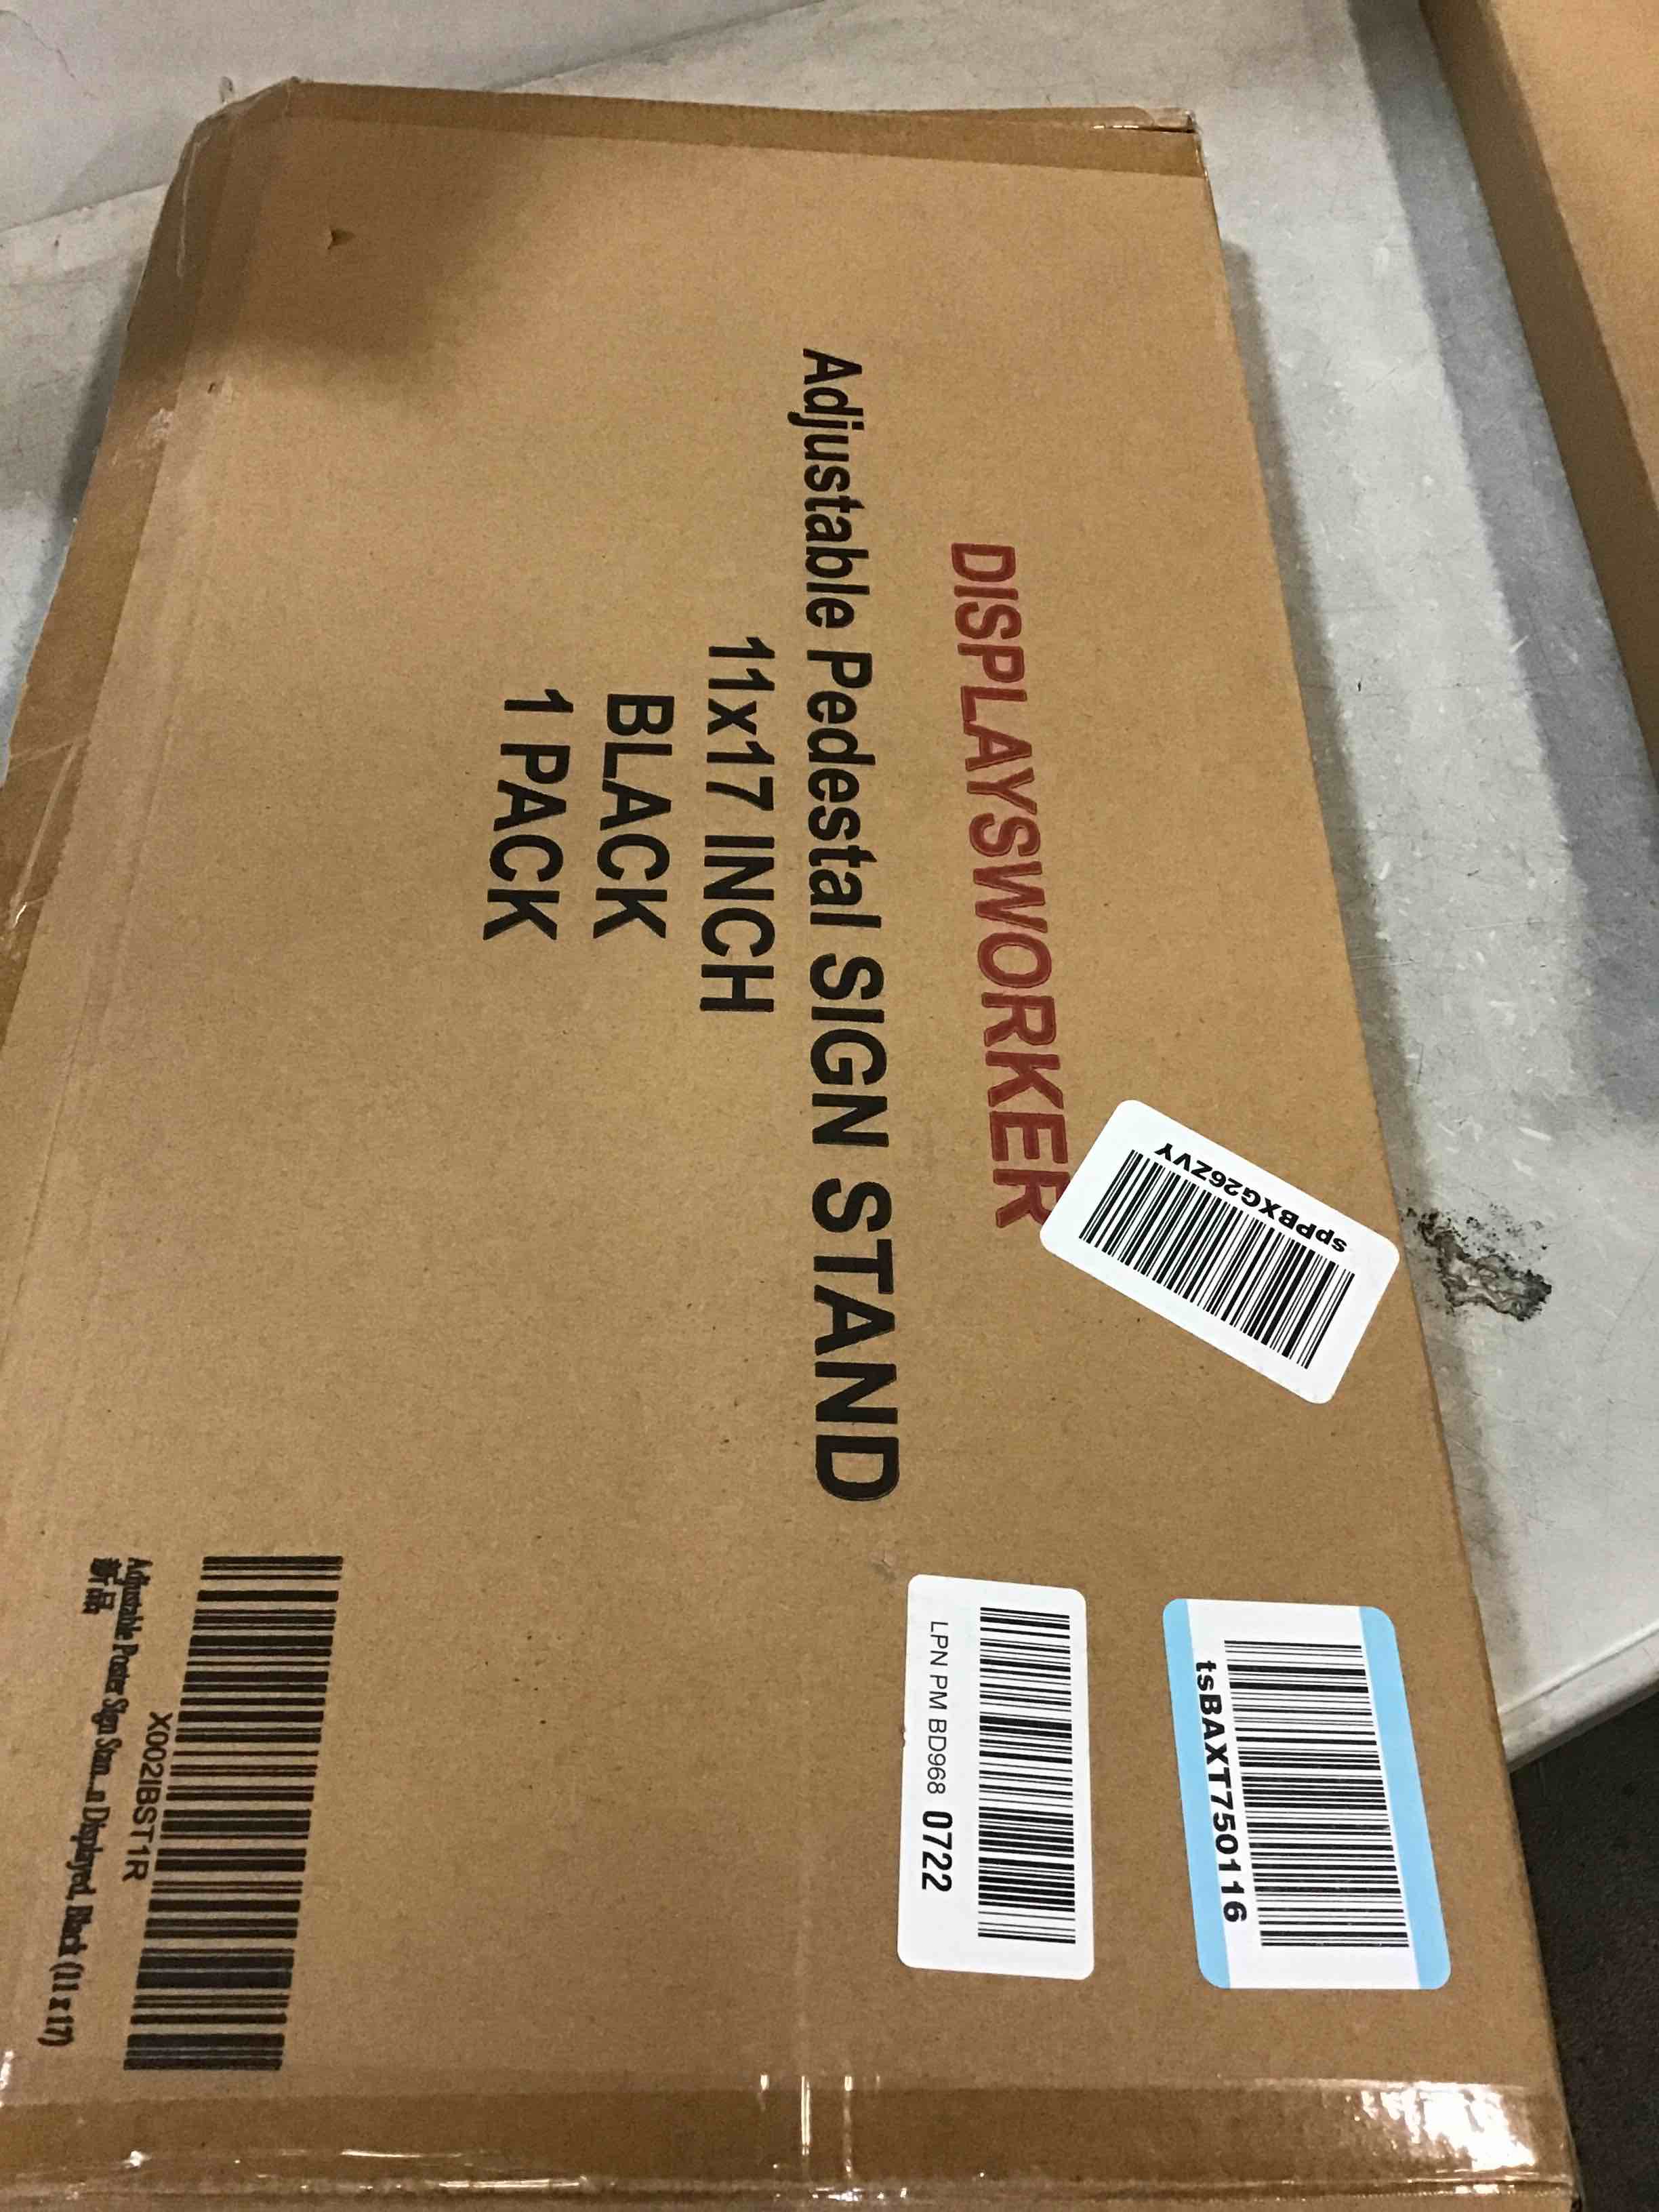 DISPLAYSWORKER
Adjustable Pedestal SIGN STAND
11x17 INCH
BLACK
1 PACK
spPBXG26ZVY
tsBAXT750116
LPN PM BD968 0722
X002IBST1R
Adjustable Poster Sign Stan...n Displayed, Black (11 x 17)
新品